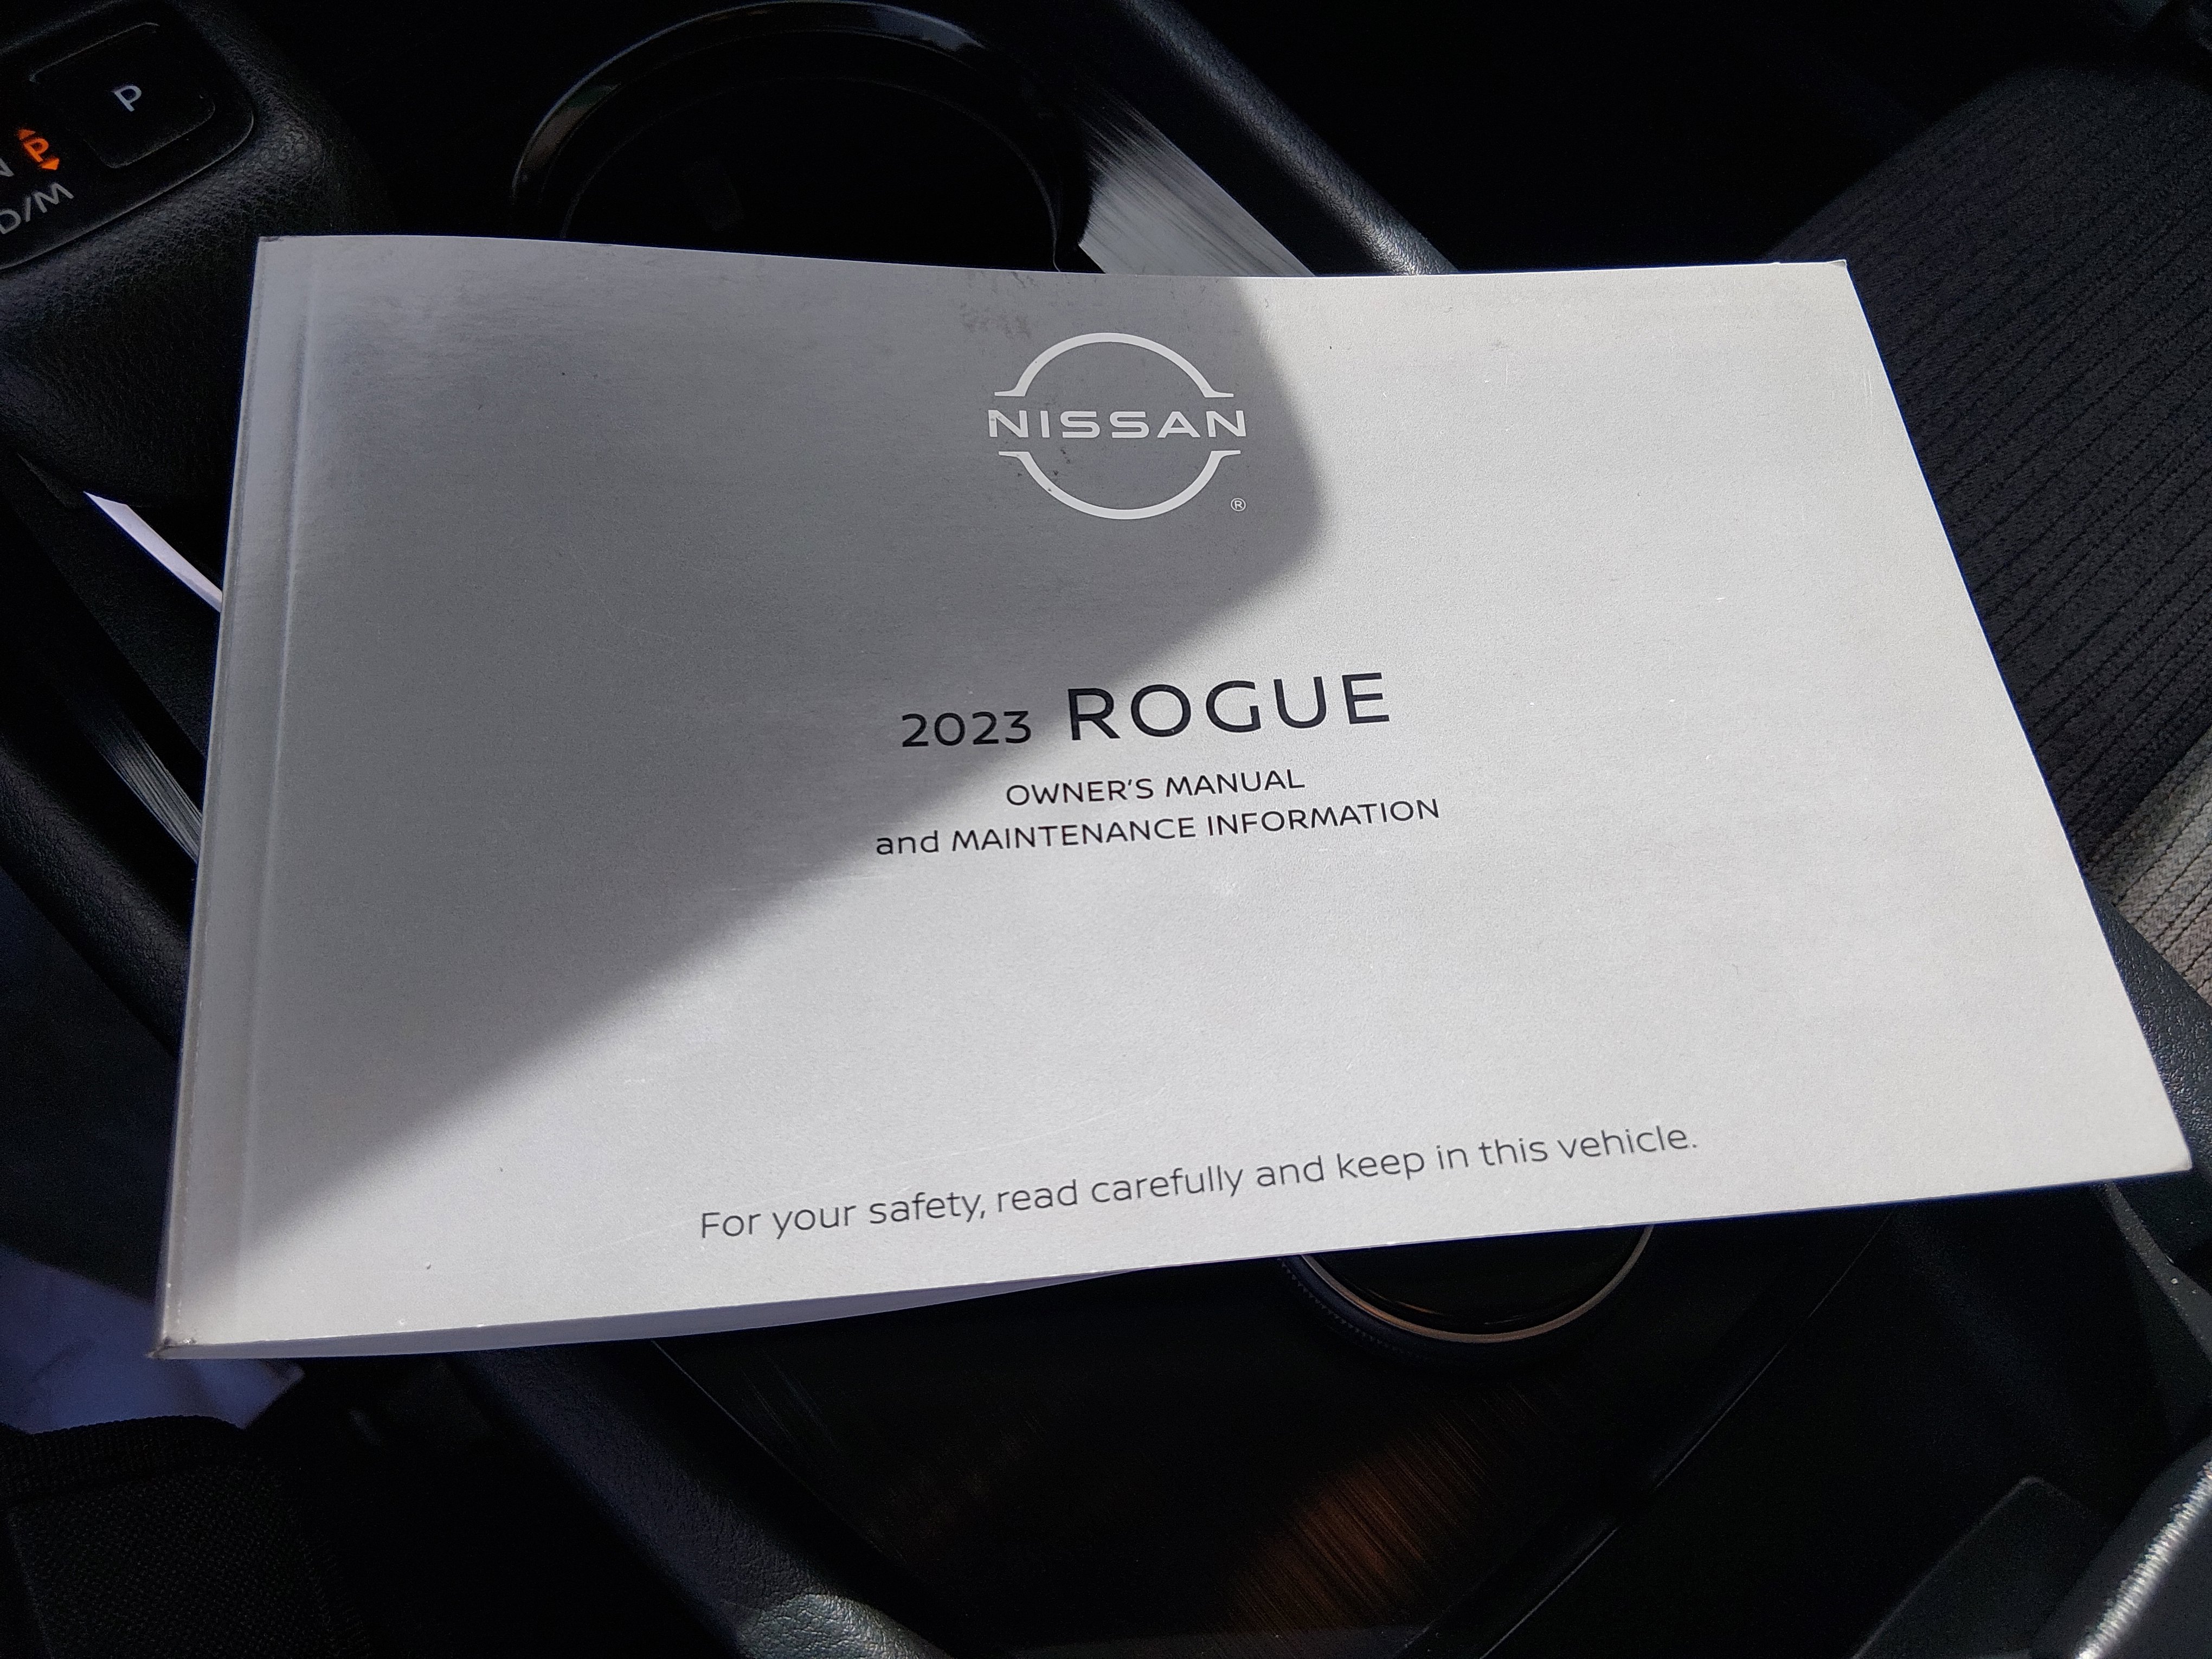 P
P
N
D/M
NISSAN
®
2023 ROGUE
OWNER'S MANUAL
and MAINTENANCE INFORMATION
For your safety, read carefully and keep in this vehicle.